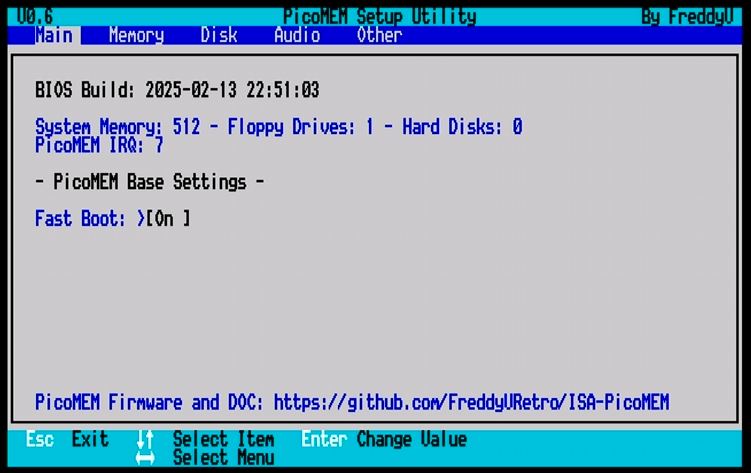 V0.6 PicoMEM Setup Utility By FreddyV
Main Memory Disk Audio Other
BIOS Build: 2025-02-13 22:51:03
System Memory: 512 - Floppy Drives: 1 - Hard Disks: 0
PicoMEM IRQ: 7
- PicoMEM Base Settings -
Fast Boot: >[On ]
PicoMEM Firmware and DOC: https://github.com/FreddyVRetro/ISA-PicoMEM
Esc Exit ↓↑ Select Item Enter Change Value
↔ Select Menu